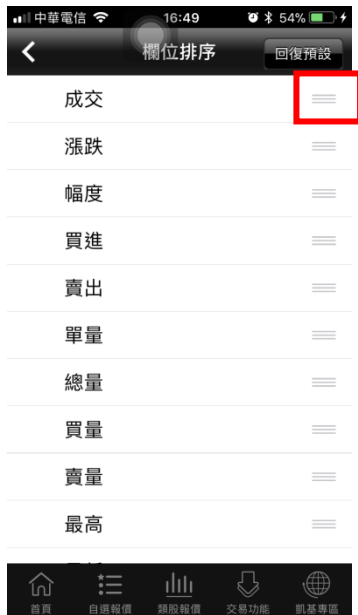 中華電信 16:49 54%
欄位排序 回復預設
成交
漲跌
幅度
買進
賣出
單量
總量
買量
賣量
最高
首頁 自選報價 類股報價 交易功能 凱基專區